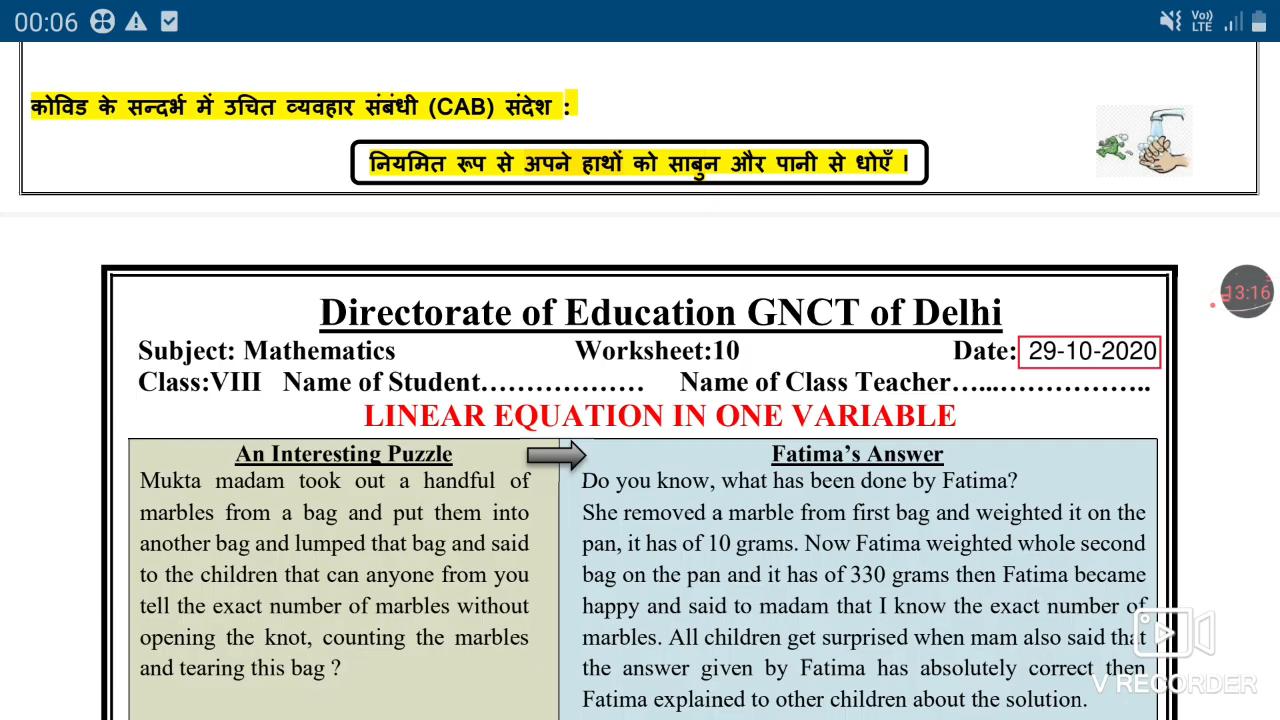 00:06
Vo)) LTE
कोविड के सन्दर्भ में उचित व्यवहार संबंधी (CAB) संदेश :
नियमित रूप से अपने हाथों को साबुन और पानी से धोएँ ।
13:16
Directorate of Education GNCT of Delhi
Subject: Mathematics Worksheet:10 Date: 29-10-2020
Class:VIII Name of Student……………… Name of Class Teacher…...……………..
LINEAR EQUATION IN ONE VARIABLE
An Interesting Puzzle
Mukta madam took out a handful of
marbles from a bag and put them into
another bag and lumped that bag and said
to the children that can anyone from you
tell the exact number of marbles without
opening the knot, counting the marbles
and tearing this bag ?
Fatima's Answer
Do you know, what has been done by Fatima?
She removed a marble from first bag and weighted it on the
pan, it has of 10 grams. Now Fatima weighted whole second
bag on the pan and it has of 330 grams then Fatima became
happy and said to madam that I know the exact number of
marbles. All children get surprised when mam also said that
the answer given by Fatima has absolutely correct then
Fatima explained to other children about the solution.
V RECORDER